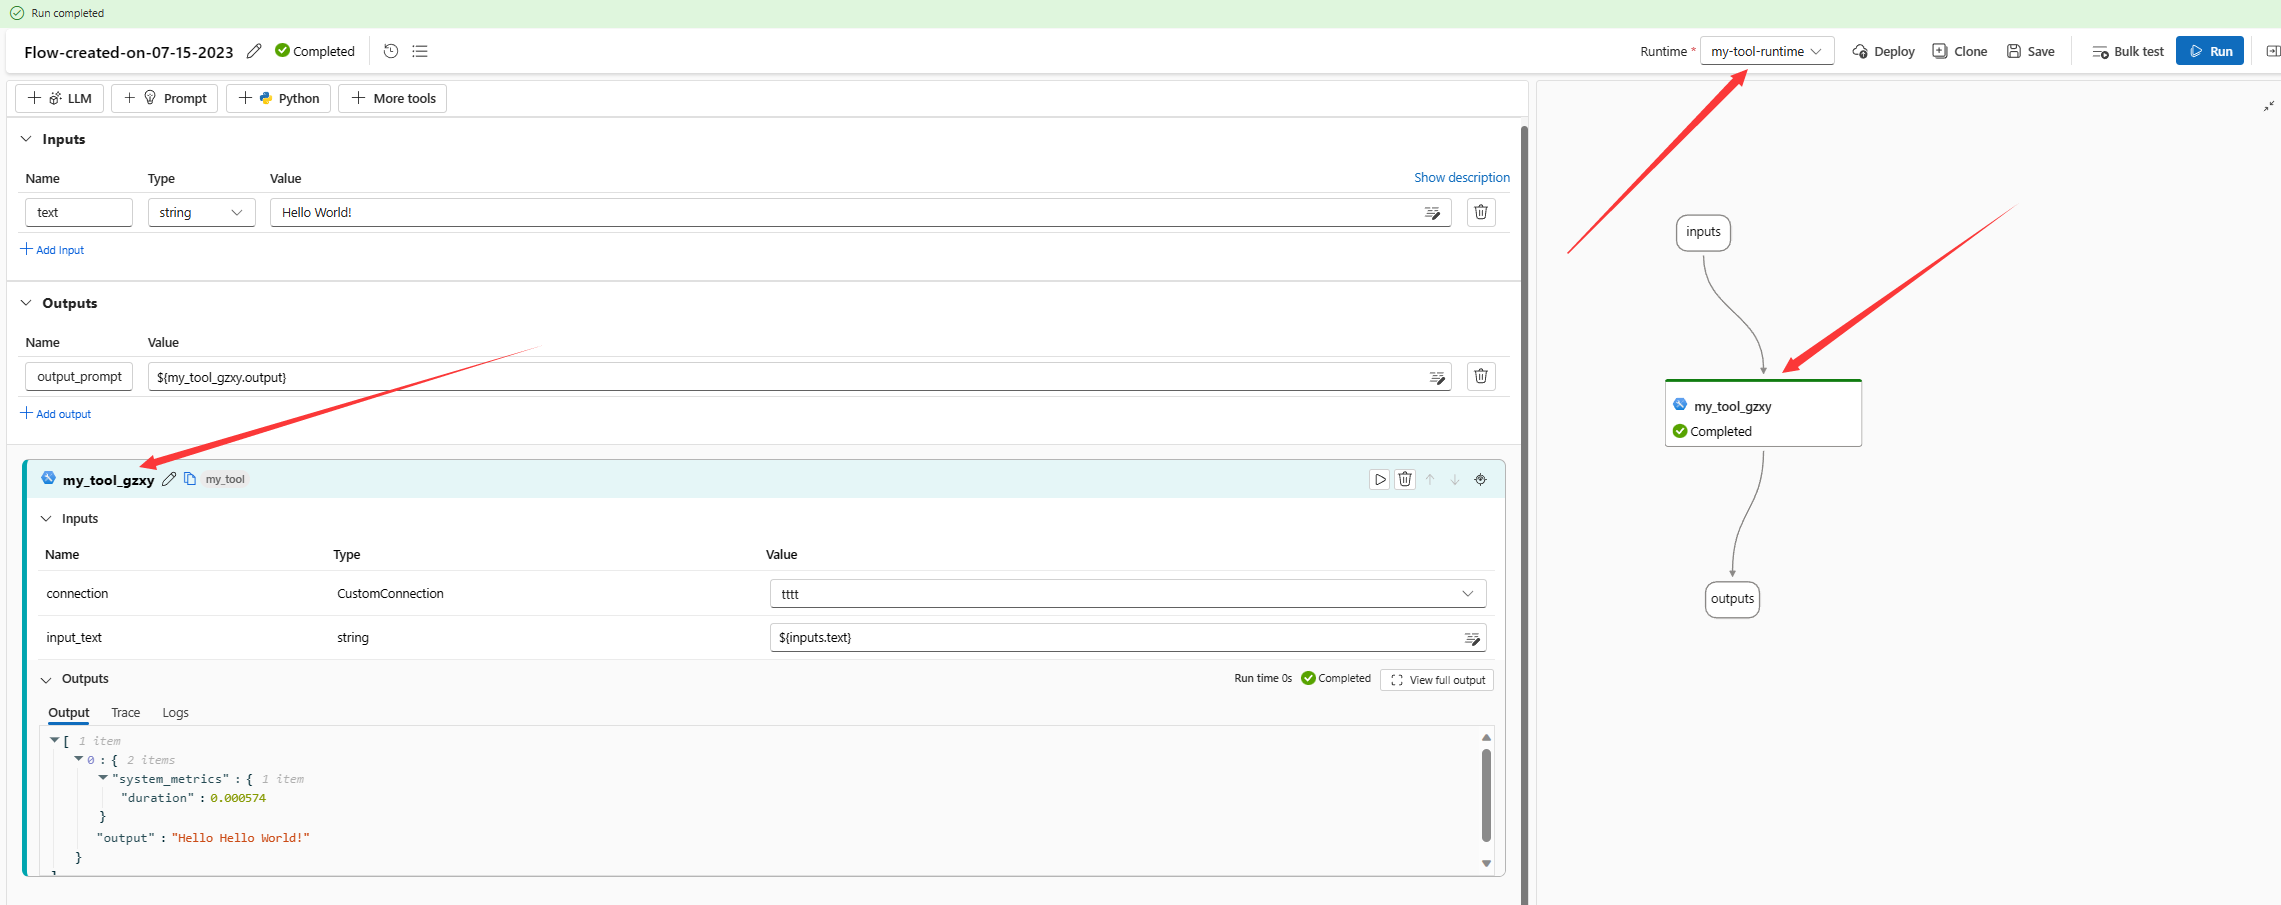 Run completed
Flow-created-on-07-15-2023 Completed
Runtime * my-tool-runtime Deploy Clone Save Bulk test Run
+ LLM + Prompt + Python + More tools
Inputs
Name Type Value Show description
text string Hello World!
+ Add Input
Outputs
Name Value
output_prompt ${my_tool_gzxy.output}
+ Add output
my_tool_gzxy my_tool
Inputs
Name Type Value
connection CustomConnection tttt
input_text string ${inputs.text}
Outputs Run time 0s Completed View full output
Output Trace Logs
[ 1 item
0 : { 2 items
"system_metrics" : { 1 item
"duration" : 0.000574
}
"output" : "Hello Hello World!"
}
inputs
my_tool_gzxy
Completed
outputs